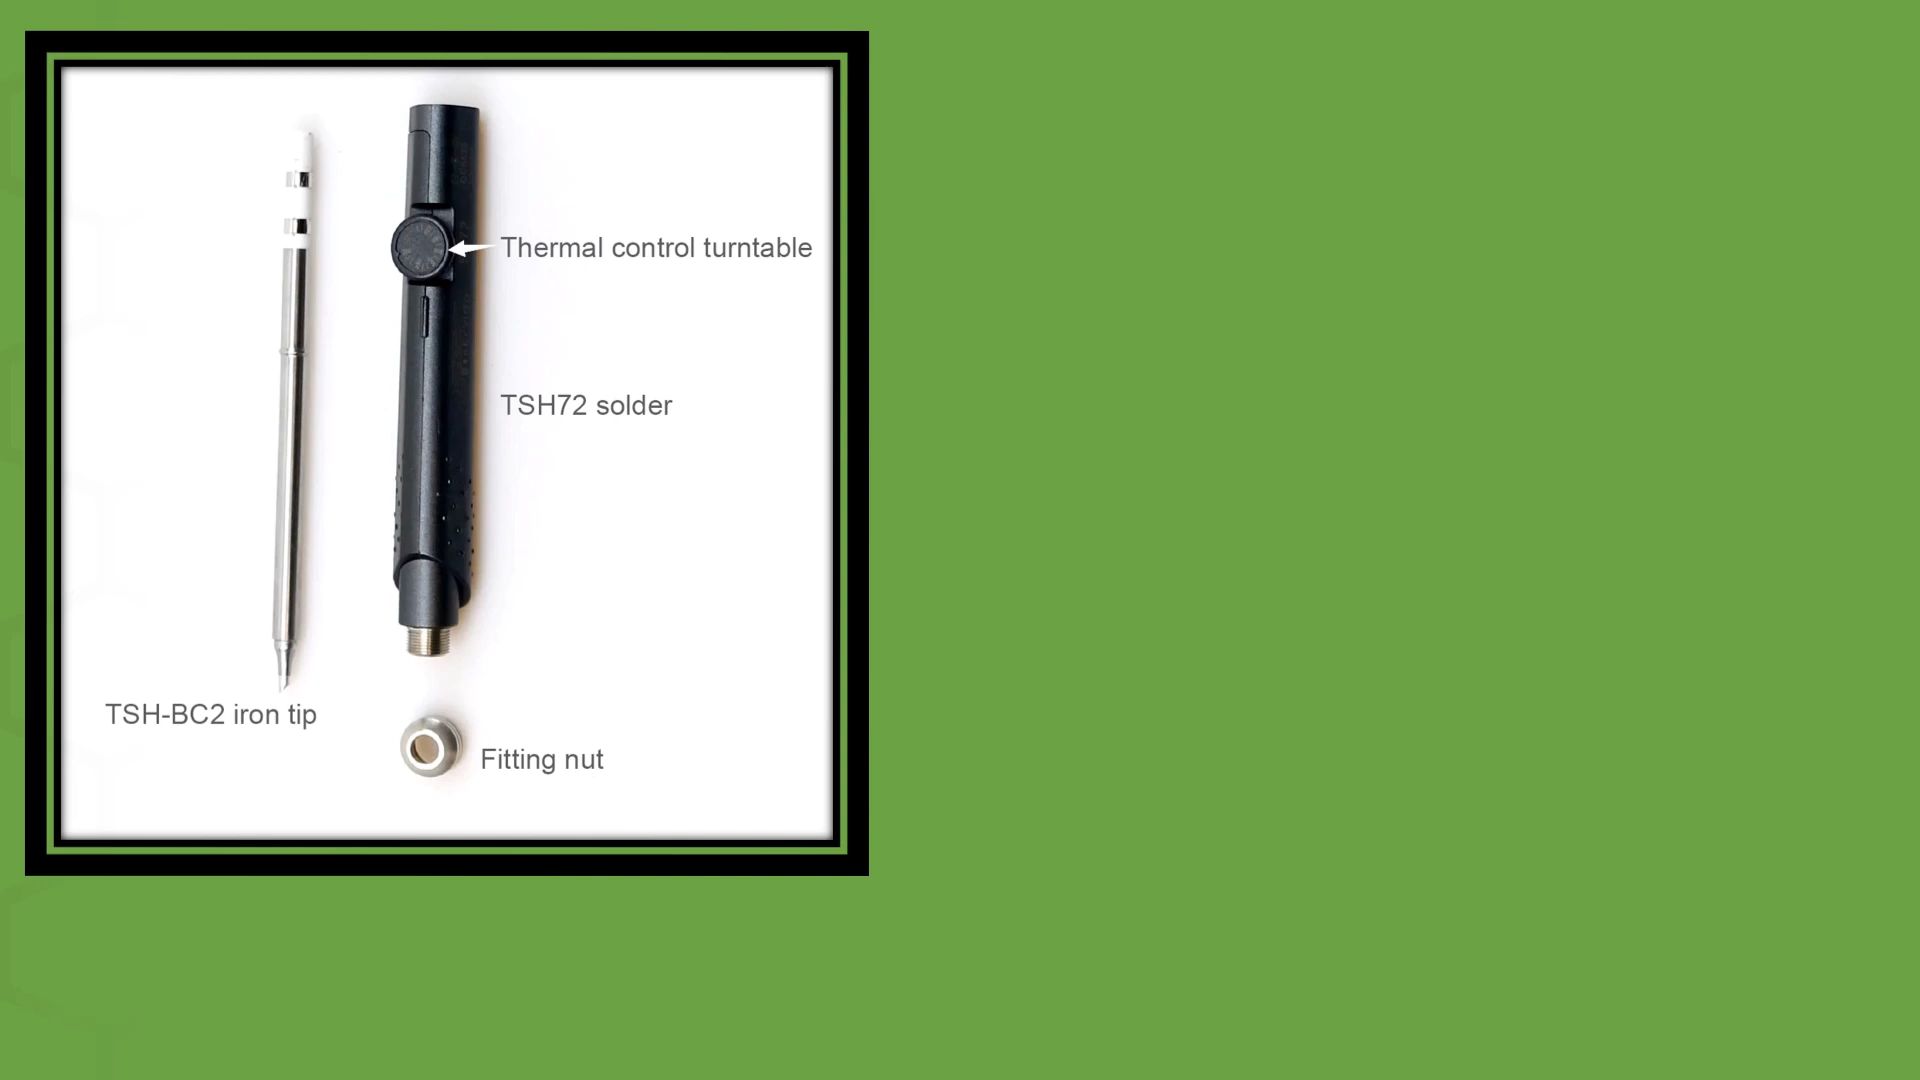 Thermal control turntable
TSH72 solder
TSH-BC2 iron tip
Fitting nut